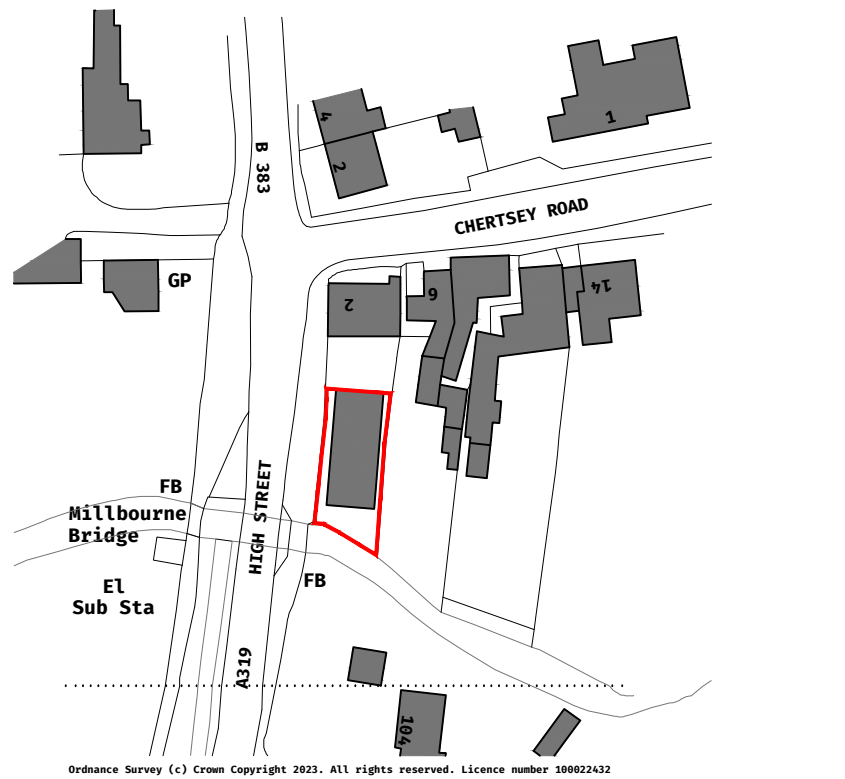 4
1
2
B 383
CHERTSEY ROAD
GP
2
6
14
FB
Millbourne
Bridge
HIGH STREET
FB
El
Sub Sta
A319
104
Ordnance Survey (c) Crown Copyright 2023. All rights reserved. Licence number 100022432